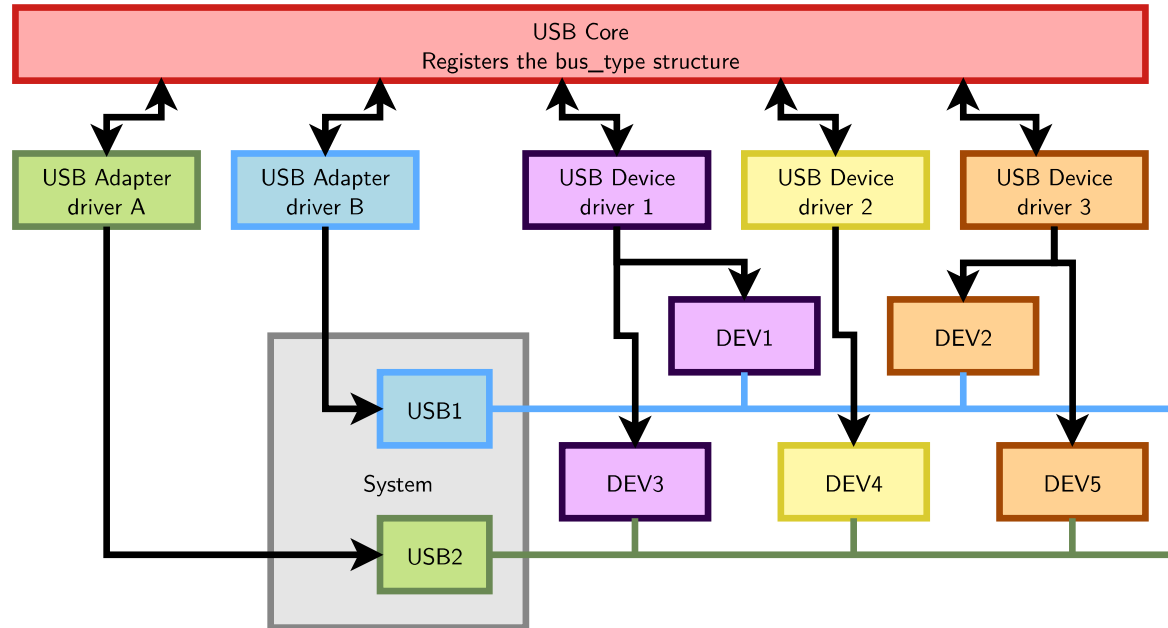 USB Core
Registers the bus_type structure
USB Adapter
driver A
USB Adapter
driver B
USB Device
driver 1
USB Device
driver 2
USB Device
driver 3
DEV1
DEV2
USB1
System
DEV3
DEV4
DEV5
USB2